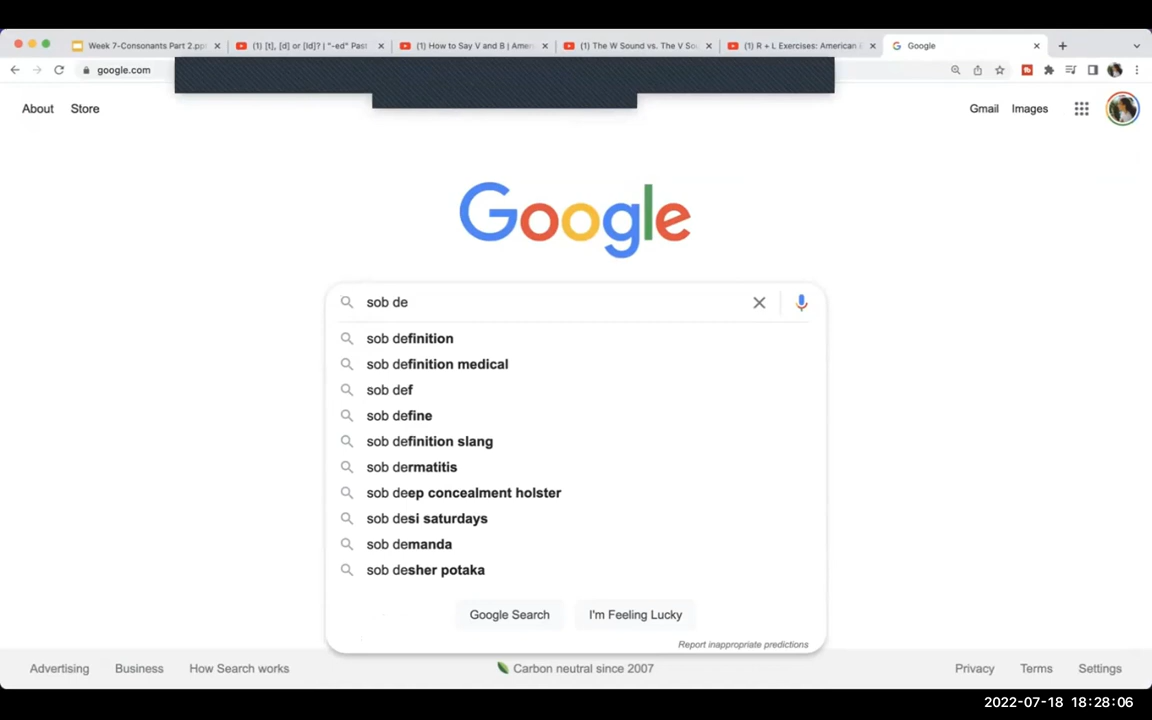 Week 7-Consonants Part 2.pp
(1) [t], [d] or [Id]? | "-ed" Past
(1) How to Say V and B | Amer
(1) The W Sound vs. The V So
(1) R + L Exercises: American
Google
google.com
About
Store
Gmail
Images
Google
sob de
sob definition
sob definition medical
sob def
sob define
sob definition slang
sob dermatitis
sob deep concealment holster
sob desi saturdays
sob demanda
sob desher potaka
Google Search
I'm Feeling Lucky
Report inappropriate predictions
Advertising
Business
How Search works
Carbon neutral since 2007
Privacy
Terms
Settings
2022-07-18 18:28:06